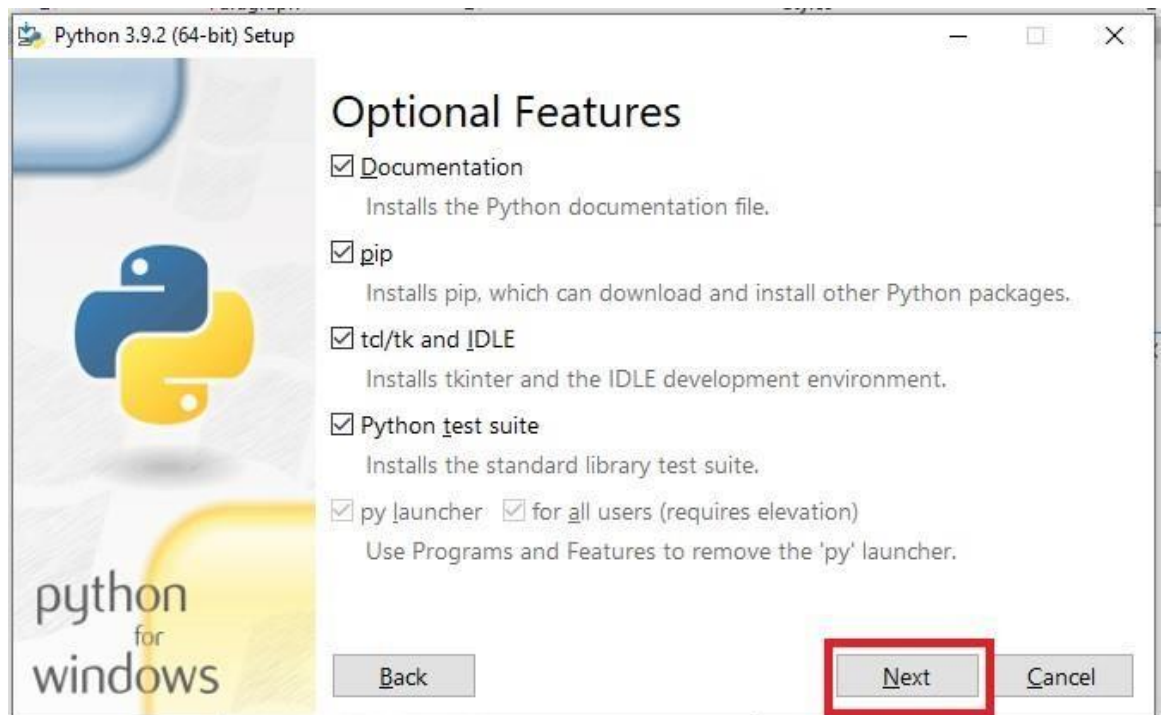 Python 3.9.2 (64-bit) Setup
Optional Features
Documentation
Installs the Python documentation file.
pip
Installs pip, which can download and install other Python packages.
tcl/tk and IDLE
Installs tkinter and the IDLE development environment.
Python test suite
Installs the standard library test suite.
py launcher for all users (requires elevation)
Use Programs and Features to remove the 'py' launcher.
python
for
windows
Back Next Cancel